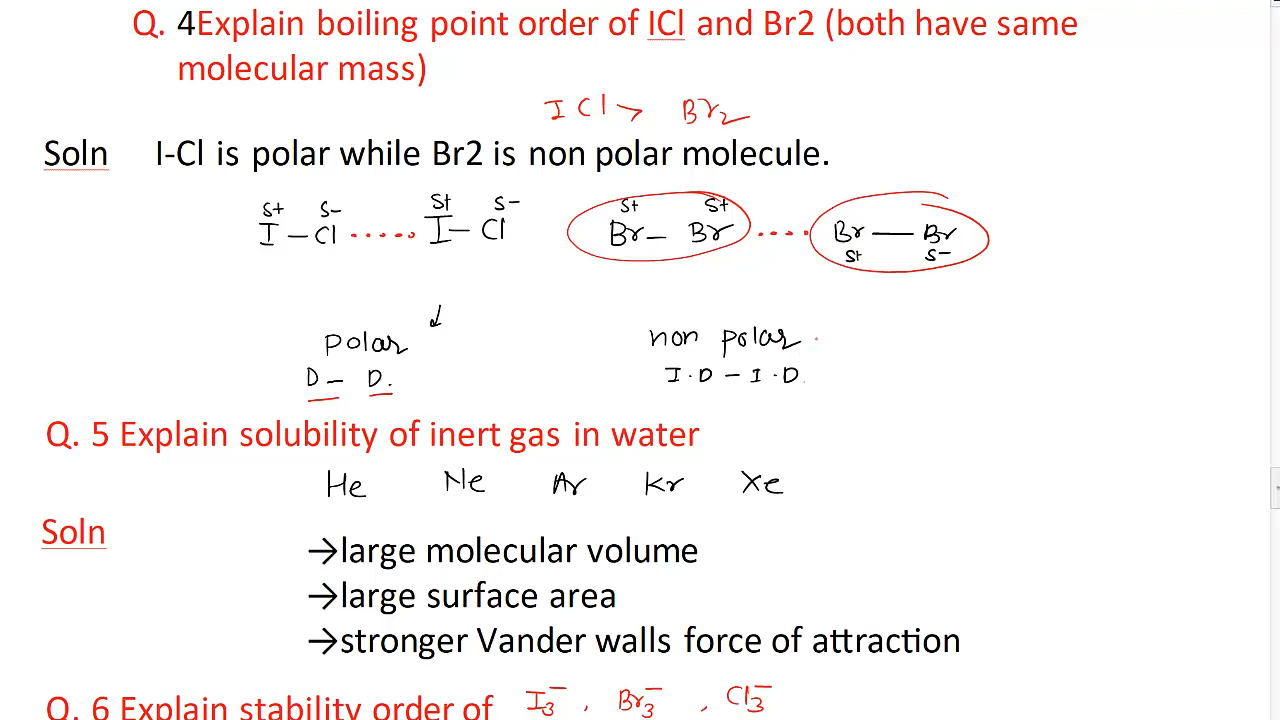 Q. 4Explain boiling point order of ICl and Br2 (both have same
molecular mass)
ICl > Br2
Soln I-Cl is polar while Br2 is non polar molecule.
S+ S- S+ S- S+ S+
I - Cl ...... I - Cl Br - Br .... Br — Br
S+ S-
polar non polar
D - D. I.D - I.D.
Q. 5 Explain solubility of inert gas in water
He Ne Ar Kr Xe
Soln
→large molecular volume
→large surface area
→stronger Vander walls force of attraction
Q. 6 Explain stability order of I3-, Br3-, Cl3-